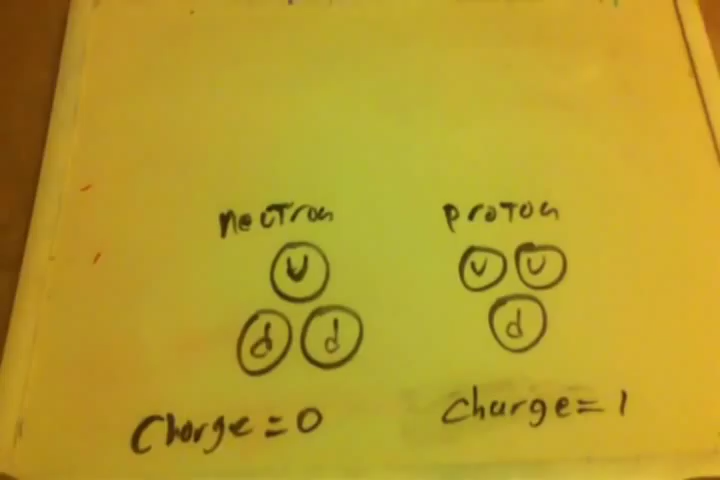 neutron proton
U U U
d d d
Charge = 0 Charge = 1